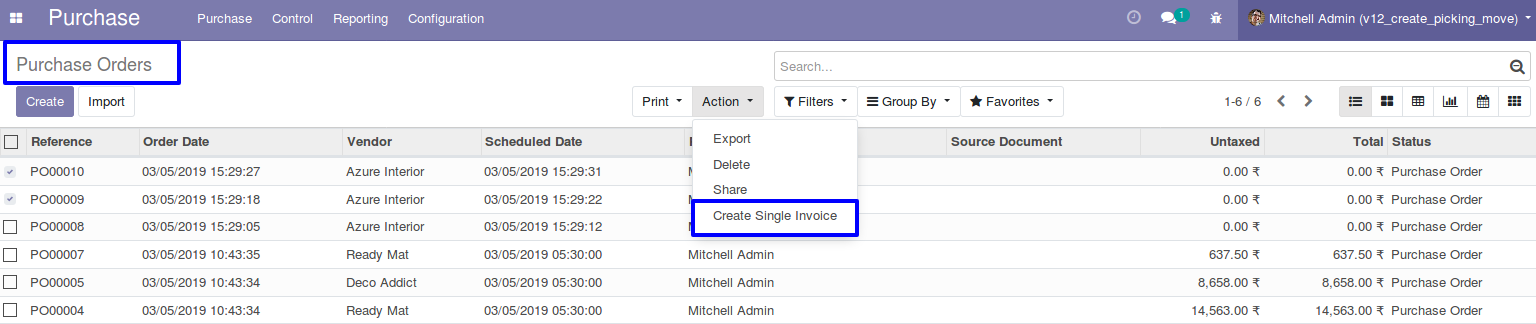 Purchase Purchase Control Reporting Configuration 1 Mitchell Admin (v12_create_picking_move)
Purchase Orders Search...
Create Import Print Action Filters Group By Favorites 1-6 / 6
Export
Delete
Share
Create Single Invoice
Reference Order Date Vendor Scheduled Date Source Document Untaxed Total Status
PO00010 03/05/2019 15:29:27 Azure Interior 03/05/2019 15:29:31 0.00 ₹ 0.00 ₹ Purchase Order
PO00009 03/05/2019 15:29:18 Azure Interior 03/05/2019 15:29:22 0.00 ₹ 0.00 ₹ Purchase Order
PO00008 03/05/2019 15:29:05 Azure Interior 03/05/2019 15:29:12 0.00 ₹ 0.00 ₹ Purchase Order
PO00007 03/05/2019 10:43:35 Ready Mat 03/05/2019 05:30:00 Mitchell Admin 637.50 ₹ 637.50 ₹ Purchase Order
PO00005 03/05/2019 10:43:34 Deco Addict 03/05/2019 05:30:00 Mitchell Admin 8,658.00 ₹ 8,658.00 ₹ Purchase Order
PO00004 03/05/2019 10:43:34 Ready Mat 03/05/2019 05:30:00 Mitchell Admin 14,563.00 ₹ 14,563.00 ₹ Purchase Order